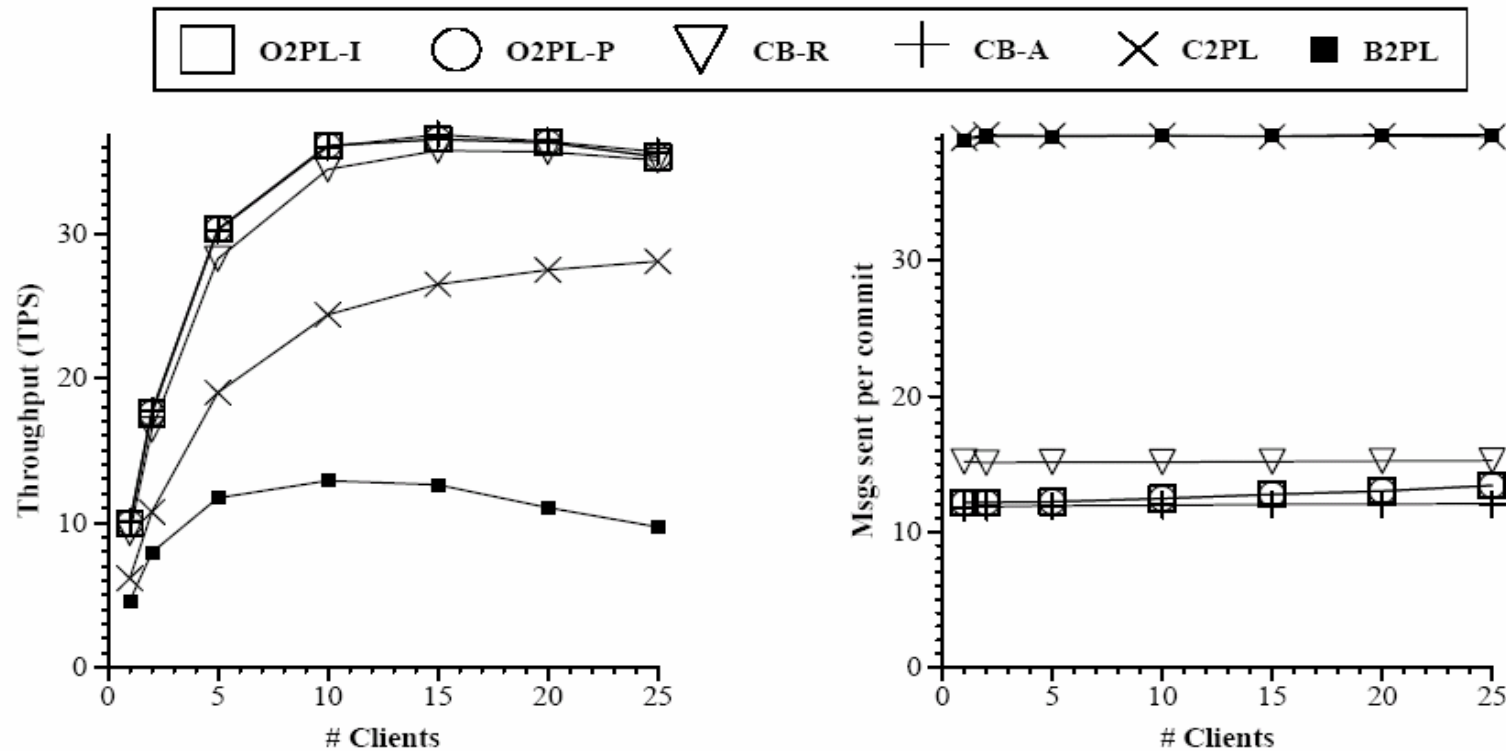 O2PL-I O2PL-P CB-R CB-A C2PL B2PL
Throughput (TPS)
30
20
10
0
0 5 10 15 20 25
# Clients
Msgs sent per commit
30
20
10
0
0 5 10 15 20 25
# Clients